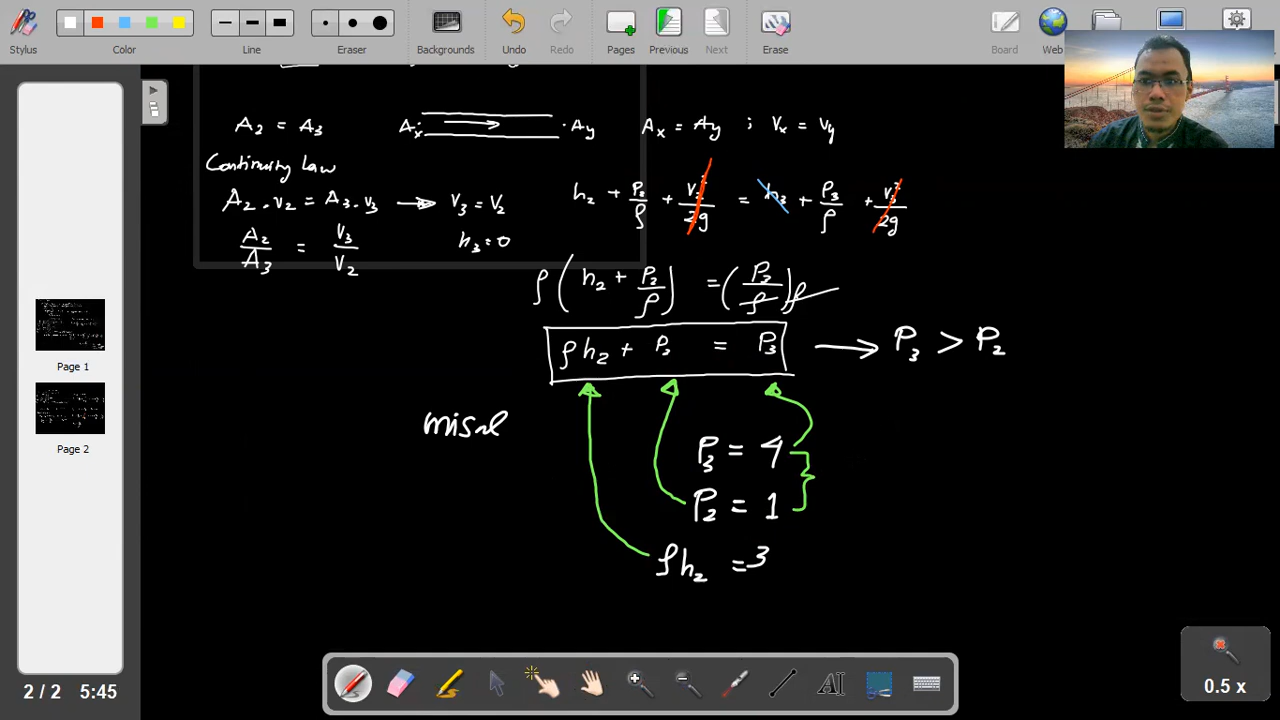 Stylus
Color
Line
Eraser
Backgrounds
Undo
Redo
Pages
Previous
Next
Erase
Board
Web
A₂ = A₃
Aₓ → Ay
Aₓ = Ay ; Vₓ = Vy
Continuity Law
A₂ . v₂ = A₃ . v₃ → v₃ = v₂
A₂/A₃ = v₃/v₂
h₃ = 0
h₂ + P₂/ρ + v₂²/2g = h₃ + P₃/ρ + v₃²/2g
ρ(h₂ + P₂/ρ) = (P₃/ρ)ρ
ρh₂ + P₂ = P₃ → P₃ > P₂
misal
P₃ = 4
P₂ = 1
ρh₂ = 3
Page 1
Page 2
2 / 2 5:45
AI
0.5 x